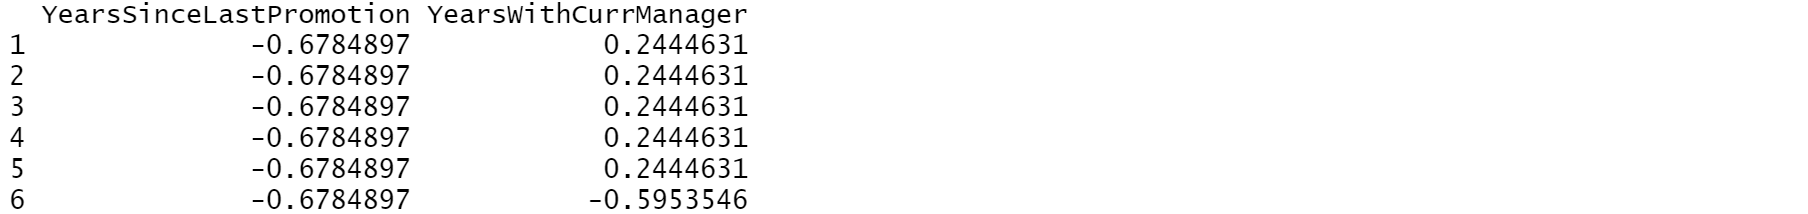 YearsSinceLastPromotion YearsWithCurrManager
1              -0.6784897            0.2444631
2              -0.6784897            0.2444631
3              -0.6784897            0.2444631
4              -0.6784897            0.2444631
5              -0.6784897            0.2444631
6              -0.6784897           -0.5953546